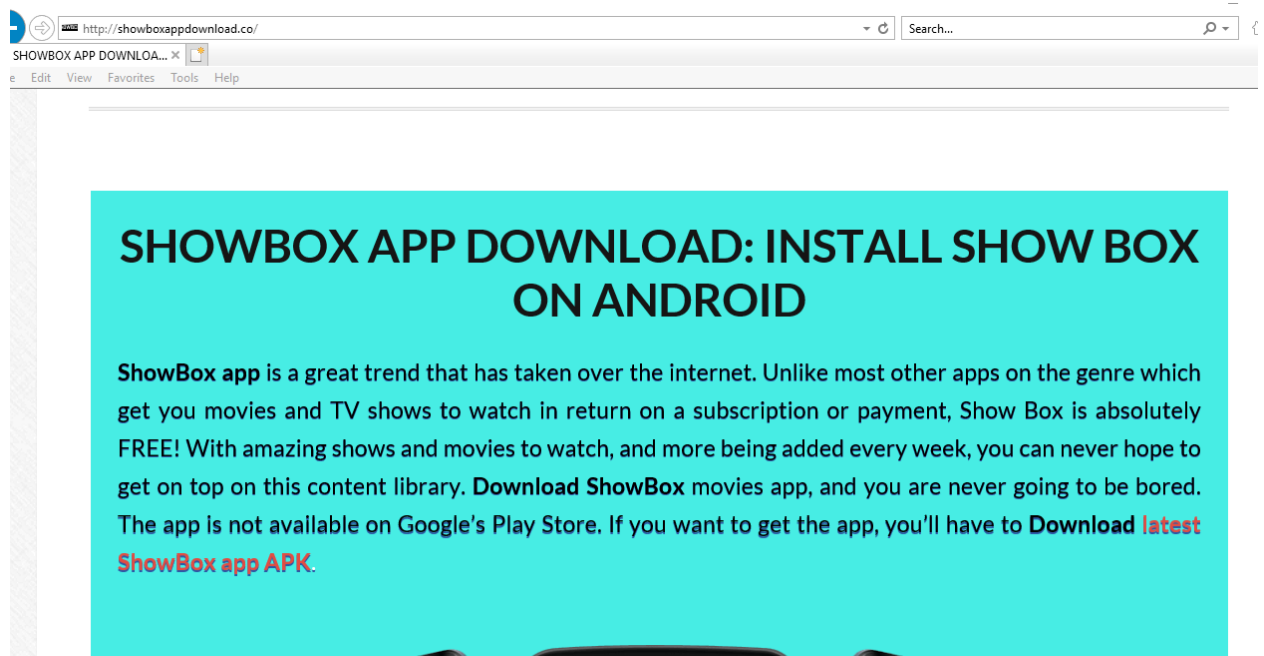 http://showboxappdownload.co/
Search...
SHOWBOX APP DOWNLOA...
e Edit View Favorites Tools Help
SHOWBOX APP DOWNLOAD: INSTALL SHOW BOX
ON ANDROID
ShowBox app is a great trend that has taken over the internet. Unlike most other apps on the genre which
get you movies and TV shows to watch in return on a subscription or payment, Show Box is absolutely
FREE! With amazing shows and movies to watch, and more being added every week, you can never hope to
get on top on this content library. Download ShowBox movies app, and you are never going to be bored.
The app is not available on Google’s Play Store. If you want to get the app, you’ll have to Download latest
ShowBox app APK.